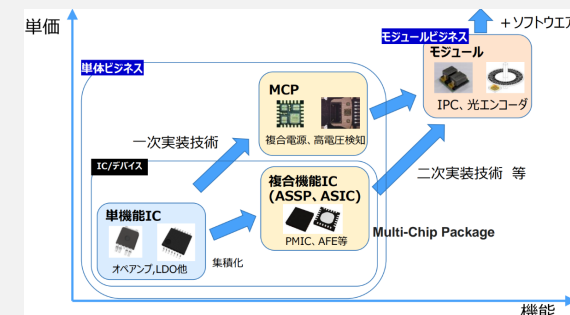 単価
+ソフトウエア
モジュールビジネス
モジュール
IPC、光エンコーダ
単体ビジネス
MCP
複合電源、高電圧検知
一次実装技術
二次実装技術 等
IC/デバイス
複合機能IC
(ASSP、ASIC)
PMIC、AFE等
Multi-Chip Package
単機能IC
オペアンプ,LDO他
集積化
機能